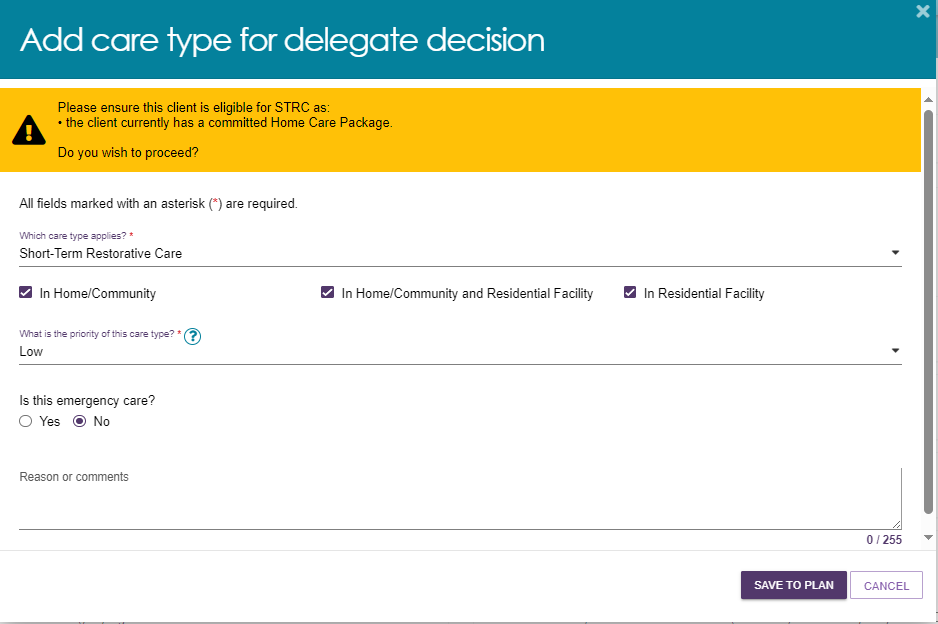 Add care type for delegate decision
Please ensure this client is eligible for STRC as:
• the client currently has a committed Home Care Package.
Do you wish to proceed?
All fields marked with an asterisk (*) are required.
Which care type applies? *
Short-Term Restorative Care
In Home/Community
In Home/Community and Residential Facility
In Residential Facility
What is the priority of this care type? * ?
Low
Is this emergency care?
Yes
No
Reason or comments
0 / 255
SAVE TO PLAN
CANCEL